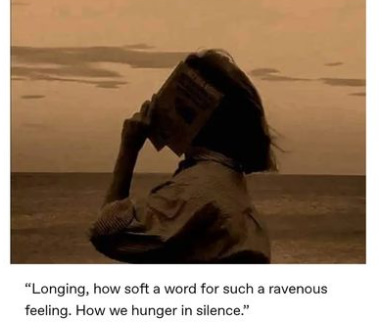 “Longing, how soft a word for such a ravenous
feeling. How we hunger in silence.”